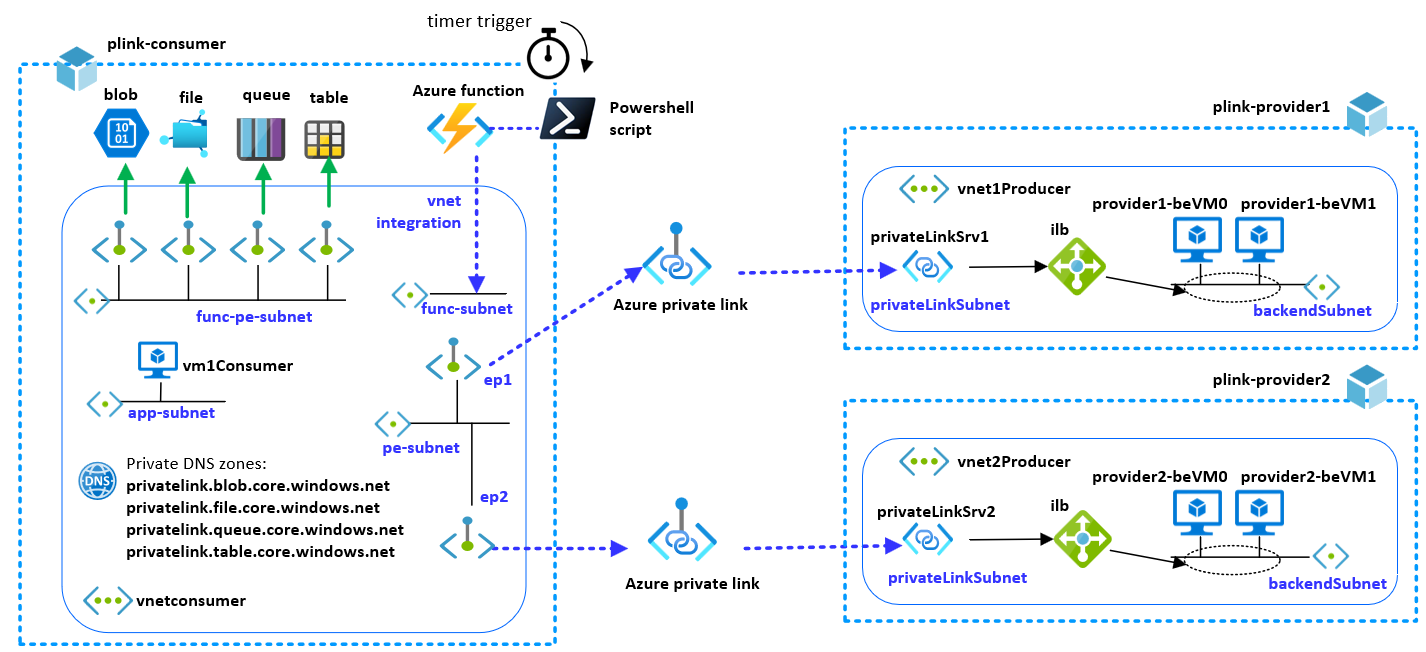 timer trigger
plink-consumer
blob
file
queue
table
Azure function
Powershell
script
10
01
vnet
integration
func-pe-subnet
func-subnet
vm1Consumer
app-subnet
ep1
pe-subnet
ep2
DNS
Private DNS zones:
privatelink.blob.core.windows.net
privatelink.file.core.windows.net
privatelink.queue.core.windows.net
privatelink.table.core.windows.net
vnetconsumer
Azure private link
Azure private link
plink-provider1
vnet1Producer
provider1-beVM0
provider1-beVM1
privateLinkSrv1
ilb
privateLinkSubnet
backendSubnet
plink-provider2
vnet2Producer
provider2-beVM0
provider2-beVM1
privateLinkSrv2
ilb
privateLinkSubnet
backendSubnet